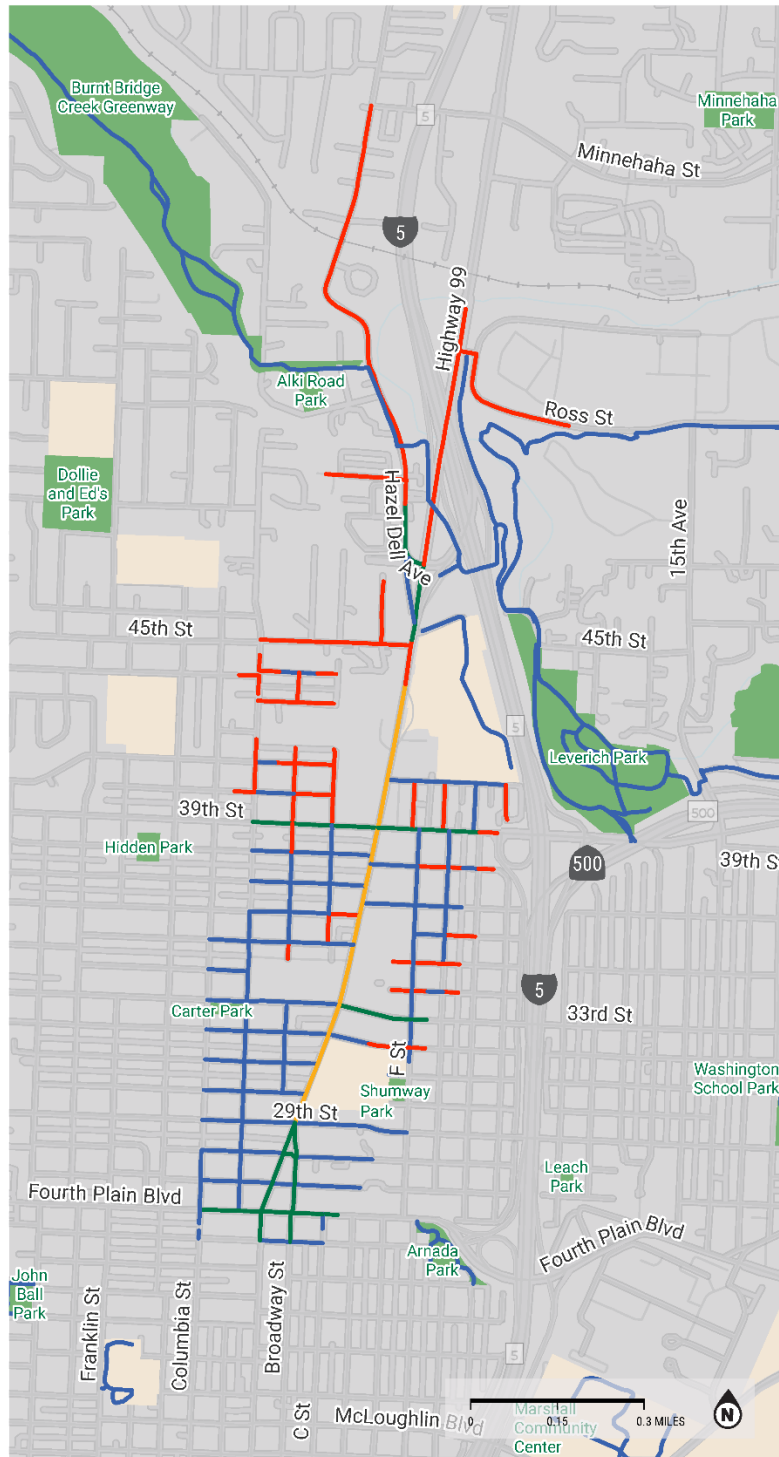 Burnt Bridge
Creek Greenway
5
Minnehaha
Park
Minnehaha St
5
Highway 99
Alki Road
Park
Ross St
Dollie
and Ed's
Park
Hazel Dell Ave
15th Ave
45th St
45th St
5
Leverich Park
39th St
500
Hidden Park
500
39th S
5
Carter Park
33rd St
F St
Washington
School Park
Shumway
Park
29th St
Leach
Park
Fourth Plain Blvd
Fourth Plain Blvd
Arnada
Park
John
Ball
Park
Franklin St
Columbia St
Broadway St
5
C St
McLoughlin Blvd
0
0.15
0.3 MILES
N
Marshall
Community
Center